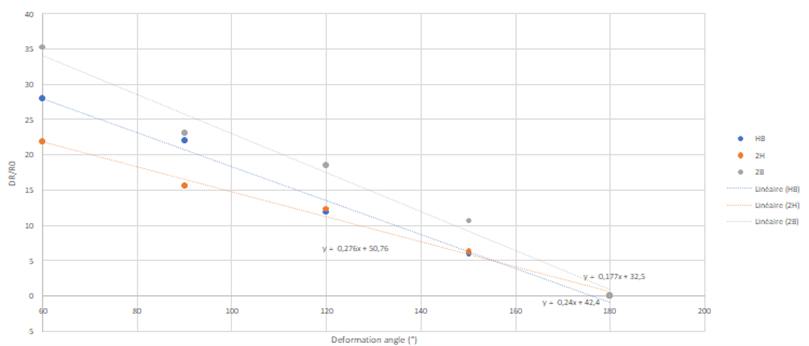 40
35
30
25
20
15
10
5
0
5
60
80
100
120
140
160
180
200
DR/R0
Deformation angle (°)
y = 0,276x + 50,76
y = 0,177x + 32,5
y = 0,24x + 42,4
HB
2H
2B
Linéaire (HB)
Linéaire (2H)
Linéaire (2B)